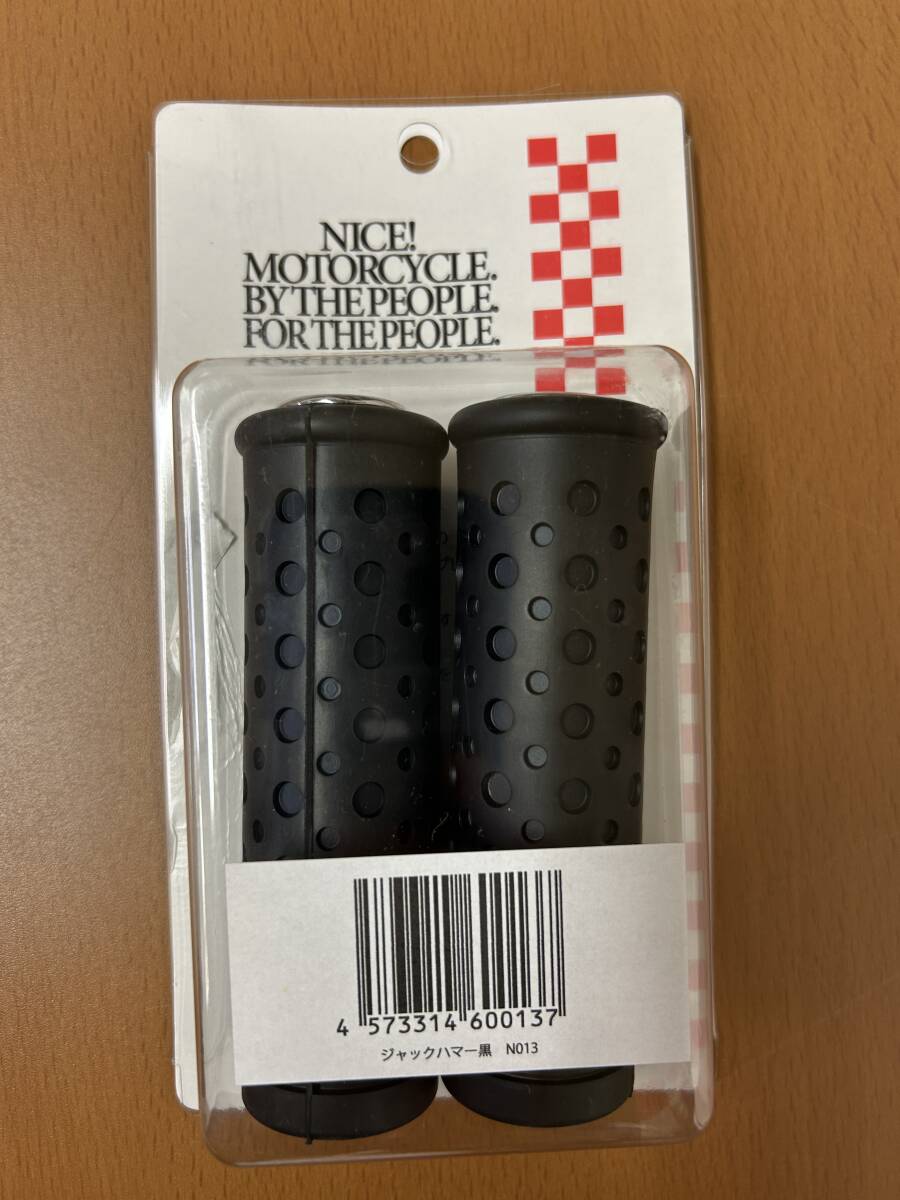 NICE!
MOTORCYCLE.
BY THE PEOPLE.
FOR THE PEOPLE.
4 573314 600137
ジャックハマー黒 N013